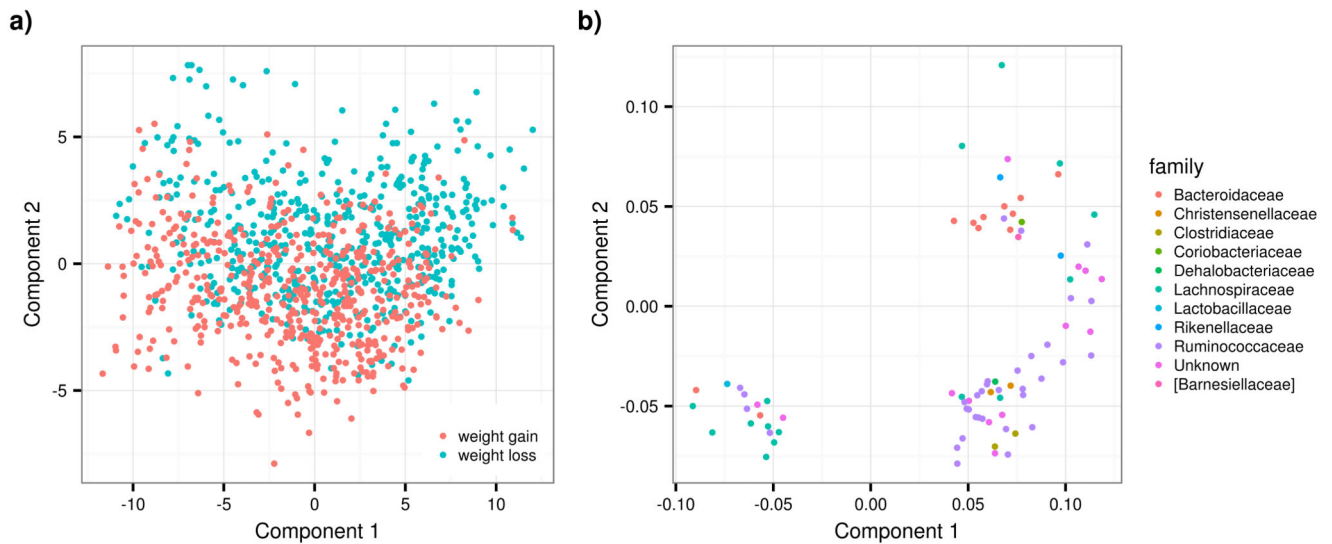 a)
Component 2
5
0
-5
weight gain
weight loss
-10
-5
0
5
10
Component 1
b)
Component 2
0.10
0.05
0.00
-0.05
-0.10
-0.05
0.00
0.05
0.10
Component 1
family
Bacteroidaceae
Christensenellaceae
Clostridiaceae
Coriobacteriaceae
Dehalobacteriaceae
Lachnospiraceae
Lactobacillaceae
Rikenellaceae
Ruminococcaceae
Unknown
[Barnesiellaceae]